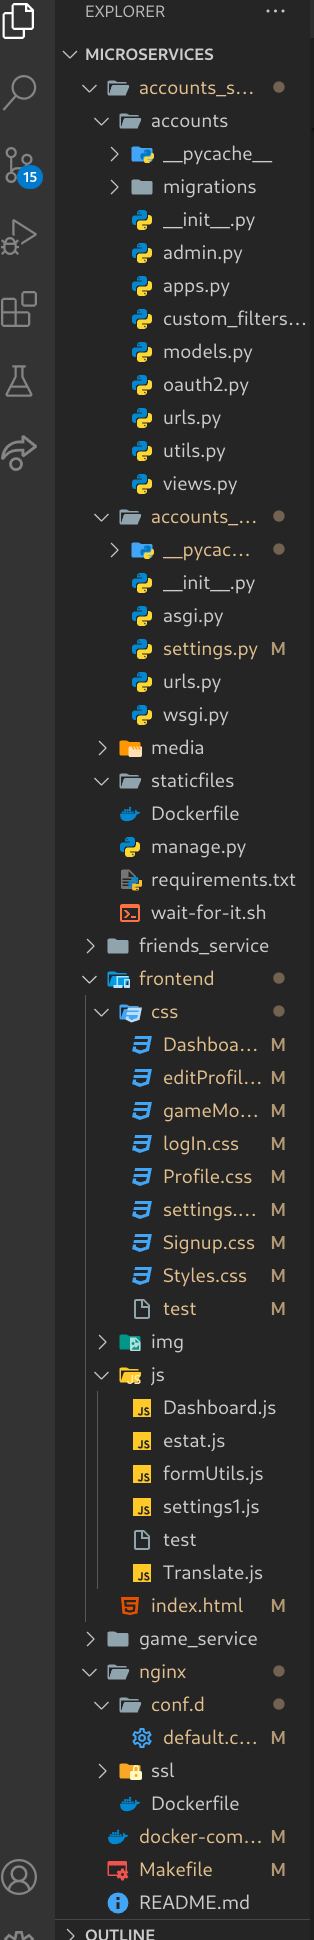 EXPLORER ...
MICROSERVICES
accounts_s...
accounts
__pycache__
migrations
__init__.py
admin.py
apps.py
custom_filters...
models.py
oauth2.py
urls.py
utils.py
views.py
accounts_...
__pycac...
__init__.py
asgi.py
settings.py M
urls.py
wsgi.py
media
staticfiles
Dockerfile
manage.py
requirements.txt
wait-for-it.sh
friends_service
frontend
css
Dashboa... M
editProfil... M
gameMo... M
logIn.css M
Profile.css M
settings.... M
Signup.css M
Styles.css M
test M
img
js
Dashboard.js
estat.js
formUtils.js
settings1.js
test
Translate.js
index.html M
game_service
nginx
conf.d
default.c... M
ssl
Dockerfile
docker-com... M
Makefile M
README.md
OUTLINE
15